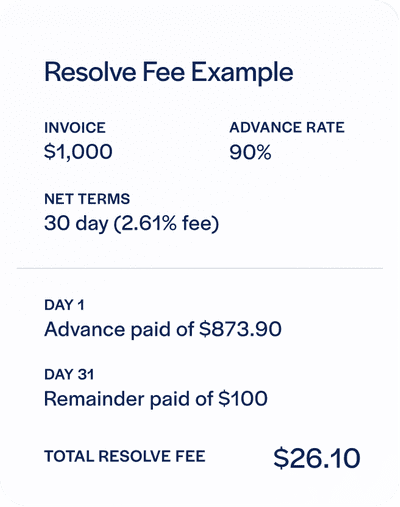 Resolve Fee Example
INVOICE
$1,000
ADVANCE RATE
90%
NET TERMS
30 day (2.61% fee)
DAY 1
Advance paid of $873.90
DAY 31
Remainder paid of $100
TOTAL RESOLVE FEE
$26.10